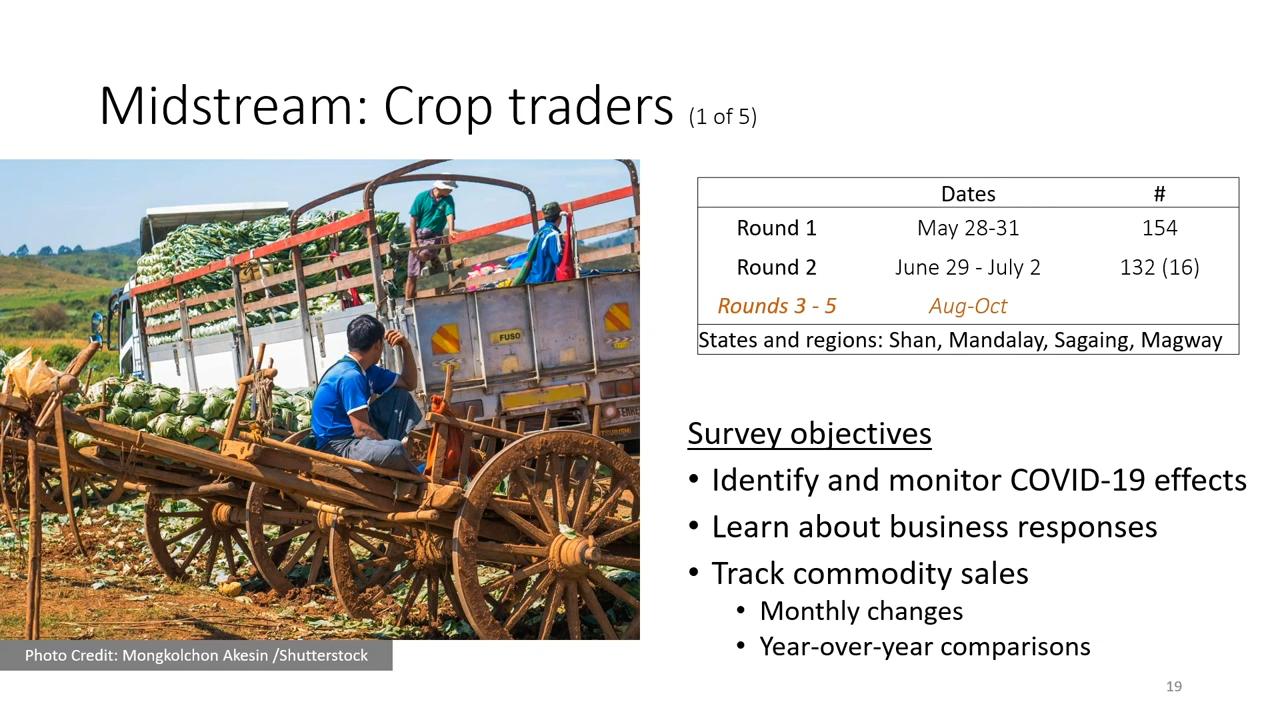 Midstream: Crop traders (1 of 5)
Dates #
Round 1 May 28-31 154
Round 2 June 29 - July 2 132 (16)
Rounds 3 - 5 Aug-Oct
States and regions: Shan, Mandalay, Sagaing, Magway
FUSO
Survey objectives
• Identify and monitor COVID-19 effects
• Learn about business responses
• Track commodity sales
• Monthly changes
• Year-over-year comparisons
Photo Credit: Mongkolchon Akesin /Shutterstock
19